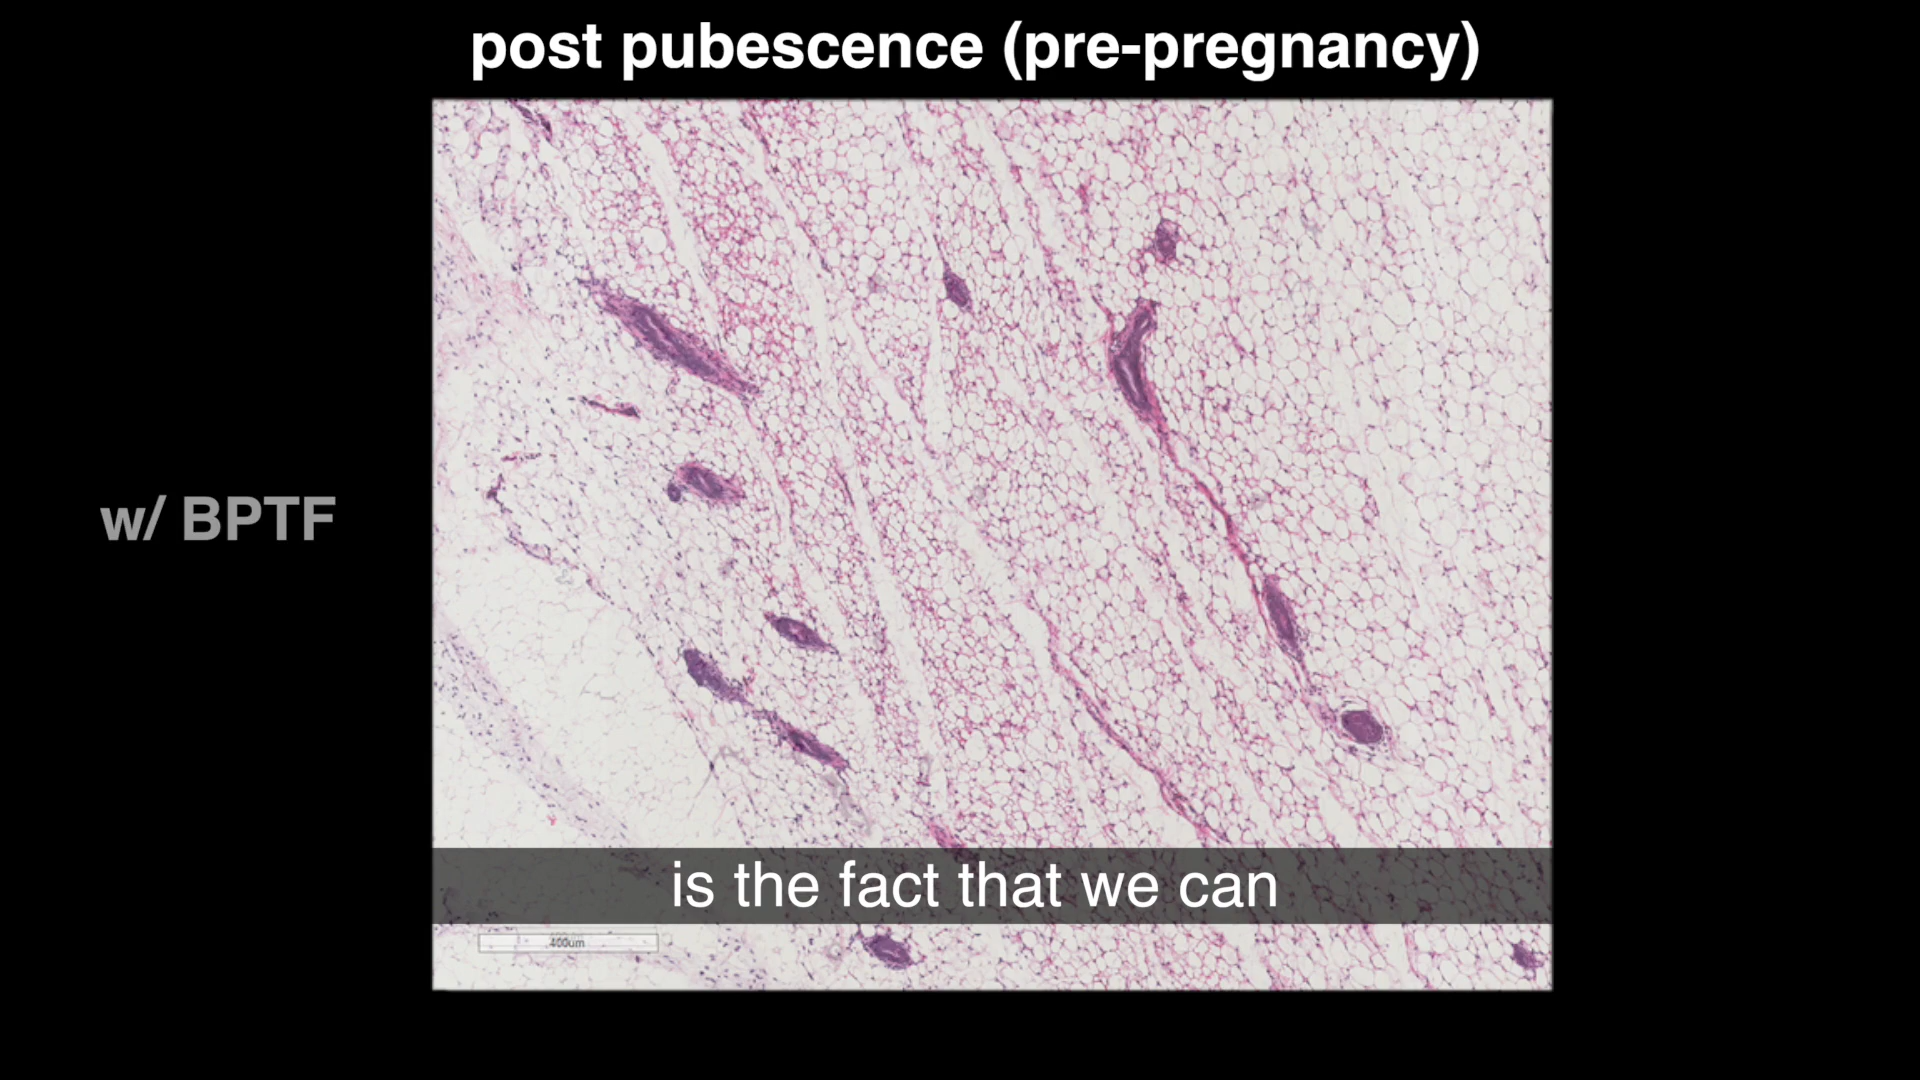 post pubescence (pre-pregnancy)
w/ BPTF
is the fact that we can
400um